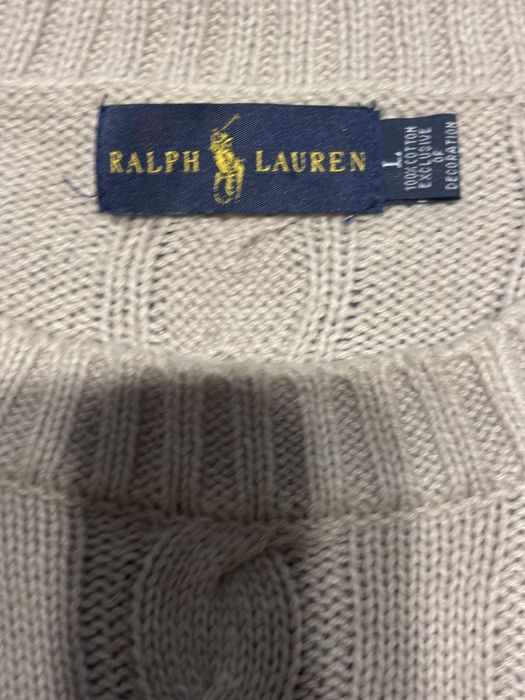 RALPH LAUREN
L
100% COTTON
EXCLUSIVE
OF
DECORATION